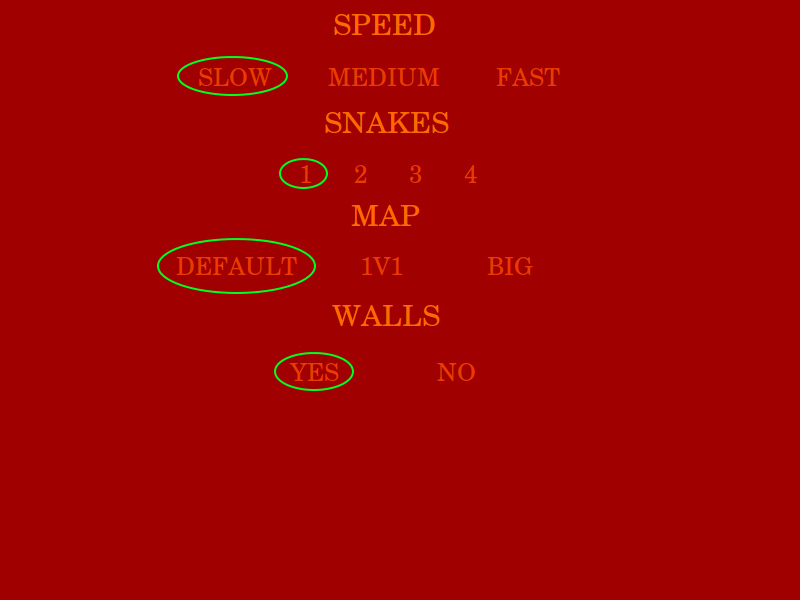 SPEED
SLOW MEDIUM FAST
SNAKES
1 2 3 4
MAP
DEFAULT 1V1 BIG
WALLS
YES NO